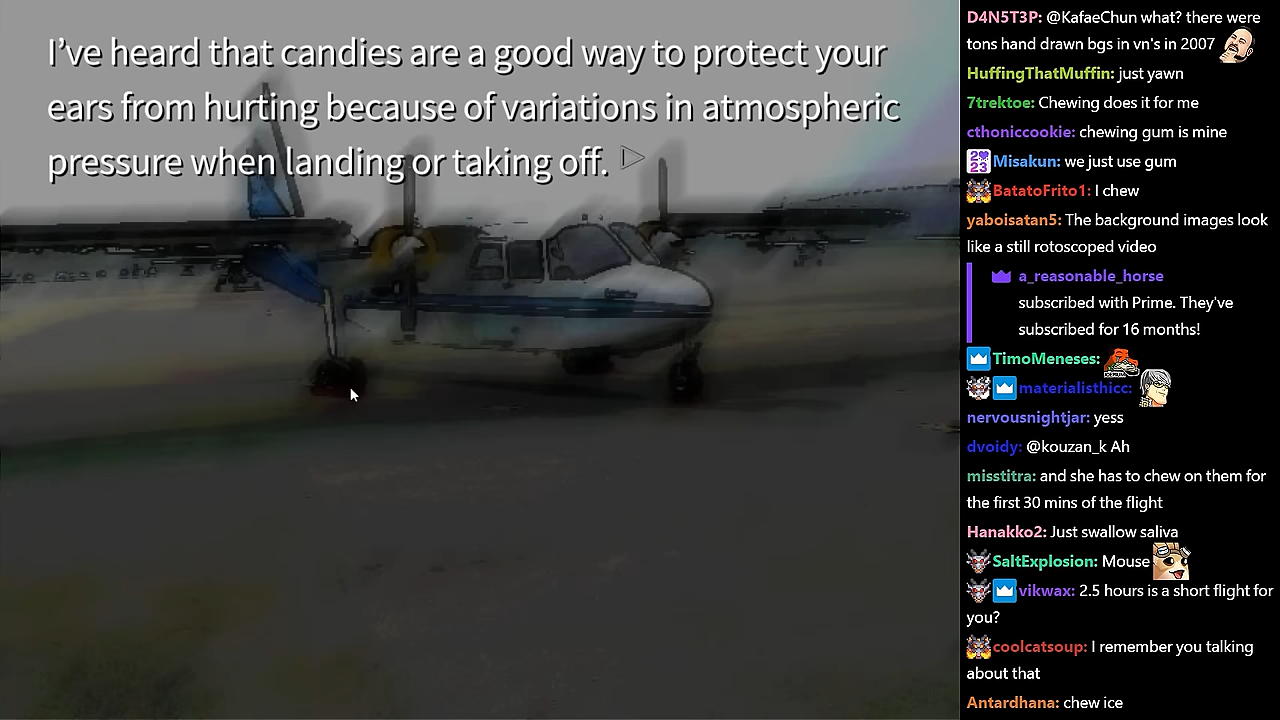 I’ve heard that candies are a good way to protect your
ears from hurting because of variations in atmospheric
pressure when landing or taking off.
D4N5T3P: @KafaeChun what? there were
tons hand drawn bgs in vn's in 2007
HuffingThatMuffin: just yawn
7trektoe: Chewing does it for me
cthoniccookie: chewing gum is mine
Misakun: we just use gum
BatatoFrito1: I chew
yaboisatan5: The background images look
like a still rotoscoped video
a_reasonable_horse
subscribed with Prime. They've
subscribed for 16 months!
TimoMeneses:
materialisthicc:
nervousnightjar: yess
dvoidy: @kouzan_k Ah
misstitra: and she has to chew on them for
the first 30 mins of the flight
Hanakko2: Just swallow saliva
SaltExplosion: Mouse
vikwax: 2.5 hours is a short flight for
you?
coolcatsoup: I remember you talking
about that
Antardhana: chew ice